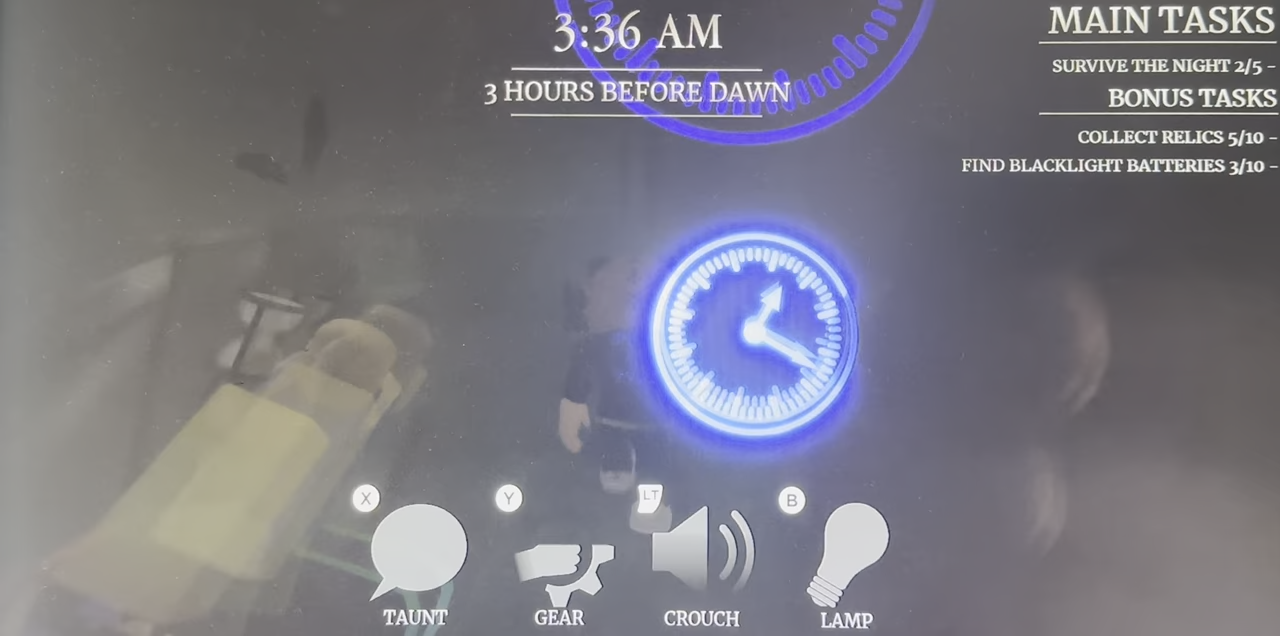 3:36 AM
3 HOURS BEFORE DAWN
MAIN TASKS
SURVIVE THE NIGHT 2/5 -
BONUS TASKS
COLLECT RELICS 5/10 -
FIND BLACKLIGHT BATTERIES 3/10 -
X
Y
LT
B
TAUNT
GEAR
CROUCH
LAMP